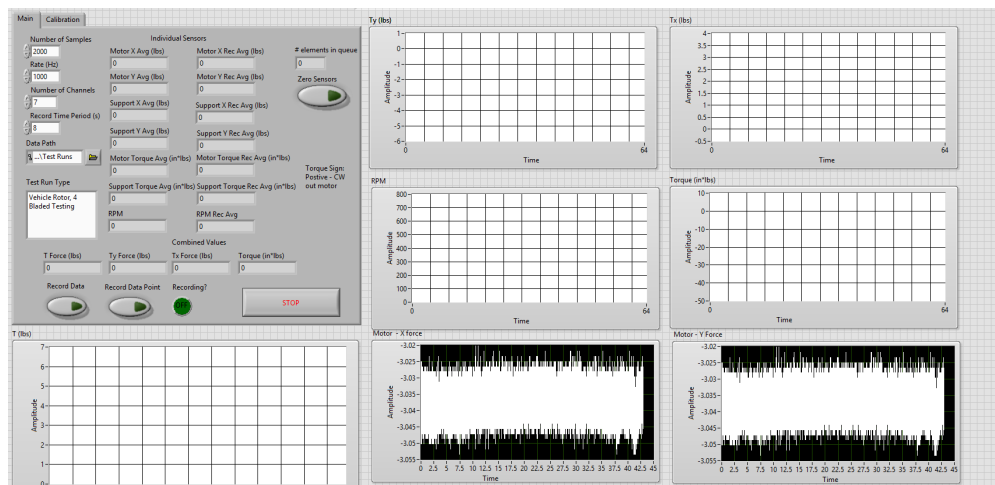 Main Calibration
Number of Samples
2000
Rate (Hz)
1000
Number of Channels
7
Record Time Period (s)
8
Data Path
...\Test Runs
Test Run Type
Vehicle Rotor, 4
Bladed Testing
Individual Sensors
Motor X Avg (lbs) Motor X Rec Avg (lbs)
0 0
Motor Y Avg (lbs) Motor Y Rec Avg (lbs)
0 0
Support X Avg (lbs) Support X Rec Avg (lbs)
0 0
Support Y Avg (lbs) Support Y Rec Avg (lbs)
0 0
Motor Torque Avg (in*lbs) Motor Torque Rec Avg (in*lbs)
0 0
Support Torque Avg (in*lbs) Support Torque Rec Avg (in*lbs)
0 0
RPM RPM Rec Avg
0 0
# elements in queue
0
Zero Sensors
Torque Sign:
Postive - CW
out motor
Combined Values
T Force (lbs) Ty Force (lbs) Tx Force (lbs) Torque (in*lbs)
0 0 0 0
Record Data Record Data Point Recording?
OFF
STOP
Ty (lbs)
Amplitude
1
0
-1
-2
-3
-4
-5
-6
0 64
Time
Tx (lbs)
Amplitude
4
3.5
3
2.5
2
1.5
1
0.5
0
-0.5
0 64
Time
RPM
Amplitude
800
700
600
500
400
300
200
100
0
0 64
Time
Torque (in*lbs)
Amplitude
10
0
-10
-20
-30
-40
-50
0 64
Time
T (lbs)
Amplitude
7
6
5
4
3
2
1
0
Motor - X force
Amplitude
-3.02
-3.025
-3.03
-3.035
-3.04
-3.045
-3.05
-3.055
0 2.5 5 7.5 10 12.5 15 17.5 20 22.5 25 27.5 30 32.5 35 37.5 40 42.5 45
Time
Motor - Y Force
Amplitude
-3.02
-3.025
-3.03
-3.035
-3.04
-3.045
-3.05
-3.055
0 2.5 5 7.5 10 12.5 15 17.5 20 22.5 25 27.5 30 32.5 35 37.5 40 42.5 45
Time